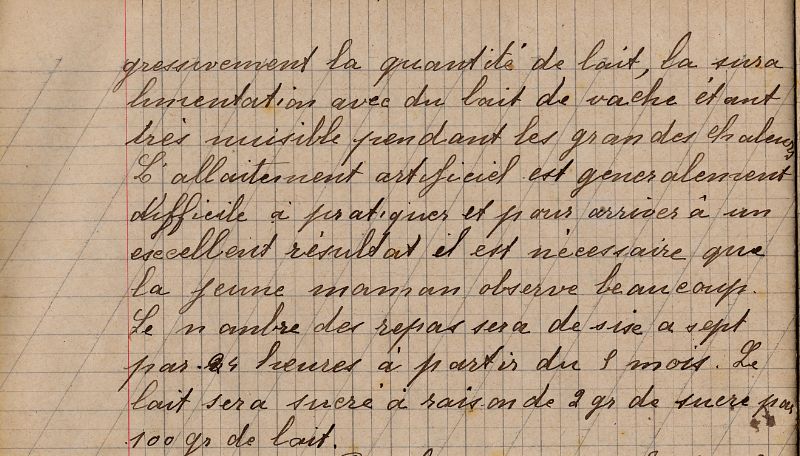 gressivement la quantité de lait, la sura
limentation avec du lait de vache étant
très nuisible pendant les grandes chaleurs
L'allaitement artificiel est generalement
difficile à pratiquer et pour arriver à un
excellent résultat il est nécessaire que
la jeune maman observe beaucoup.
Le nombre des repas sera de six a sept
par 24 heures à partir du mois. Le
lait sera sucré à raison de 2 gr de sucre par
100 gr de lait.